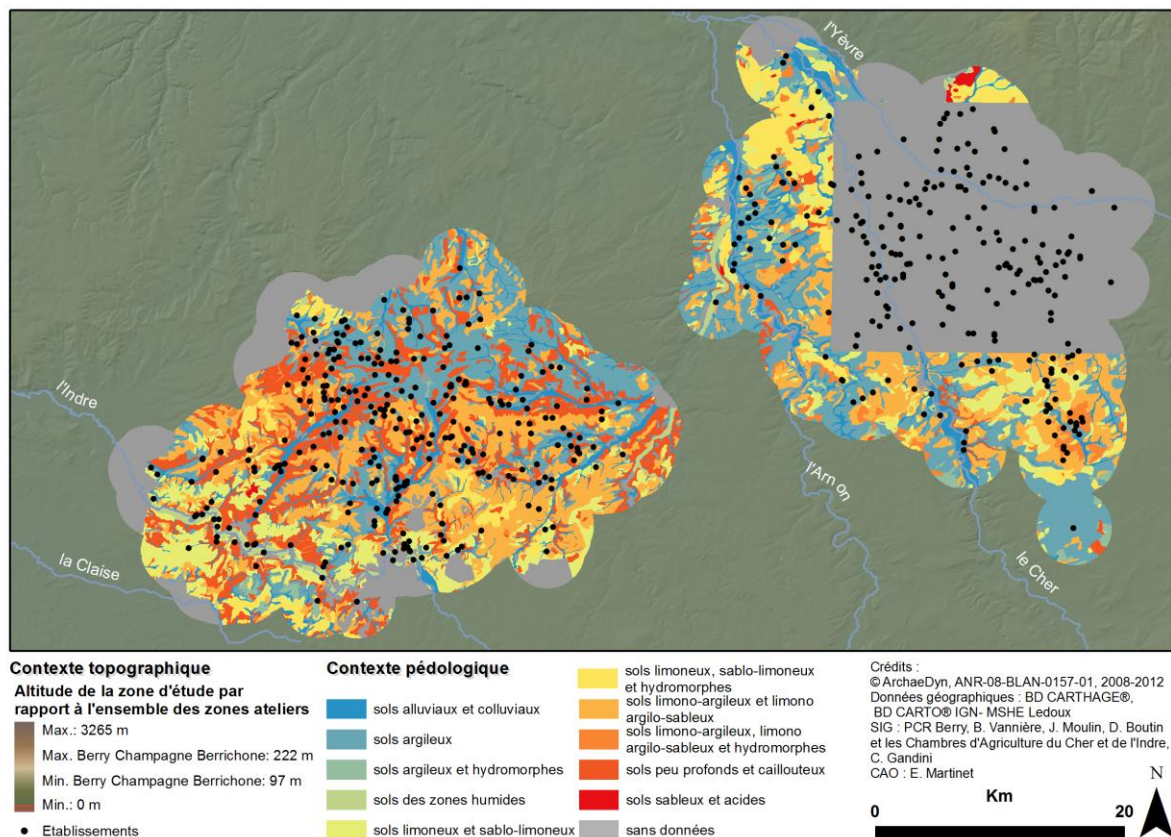 l'Yèvre
l'Indre
l'Arnon
la Claise
le Cher
Contexte topographique
Altitude de la zone d'étude par
rapport à l'ensemble des zones ateliers
Max.: 3265 m
Max. Berry Champagne Berrichone: 222 m
Min. Berry Champagne Berrichone: 97 m
Min.: 0 m
Etablissements
Contexte pédologique
sols alluviaux et colluviaux
sols argileux
sols argileux et hydromorphes
sols des zones humides
sols limoneux et sablo-limoneux
sols limoneux, sablo-limoneux
et hydromorphes
sols limono-argileux et limono
argilo-sableux
sols limono-argileux, limono
argilo-sableux et hydromorphes
sols peu profonds et caillouteux
sols sableux et acides
sans données
Crédits :
© ArchaeDyn, ANR-08-BLAN-0157-01, 2008-2012
Données géographiques : BD CARTHAGE®,
BD CARTO® IGN- MSHE Ledoux
SIG : PCR Berry, B. Vannière, J. Moulin, D. Boutin
et les Chambres d'Agriculture du Cher et de l'Indre,
C. Gandini
CAO : E. Martinet
N
Km
0 20